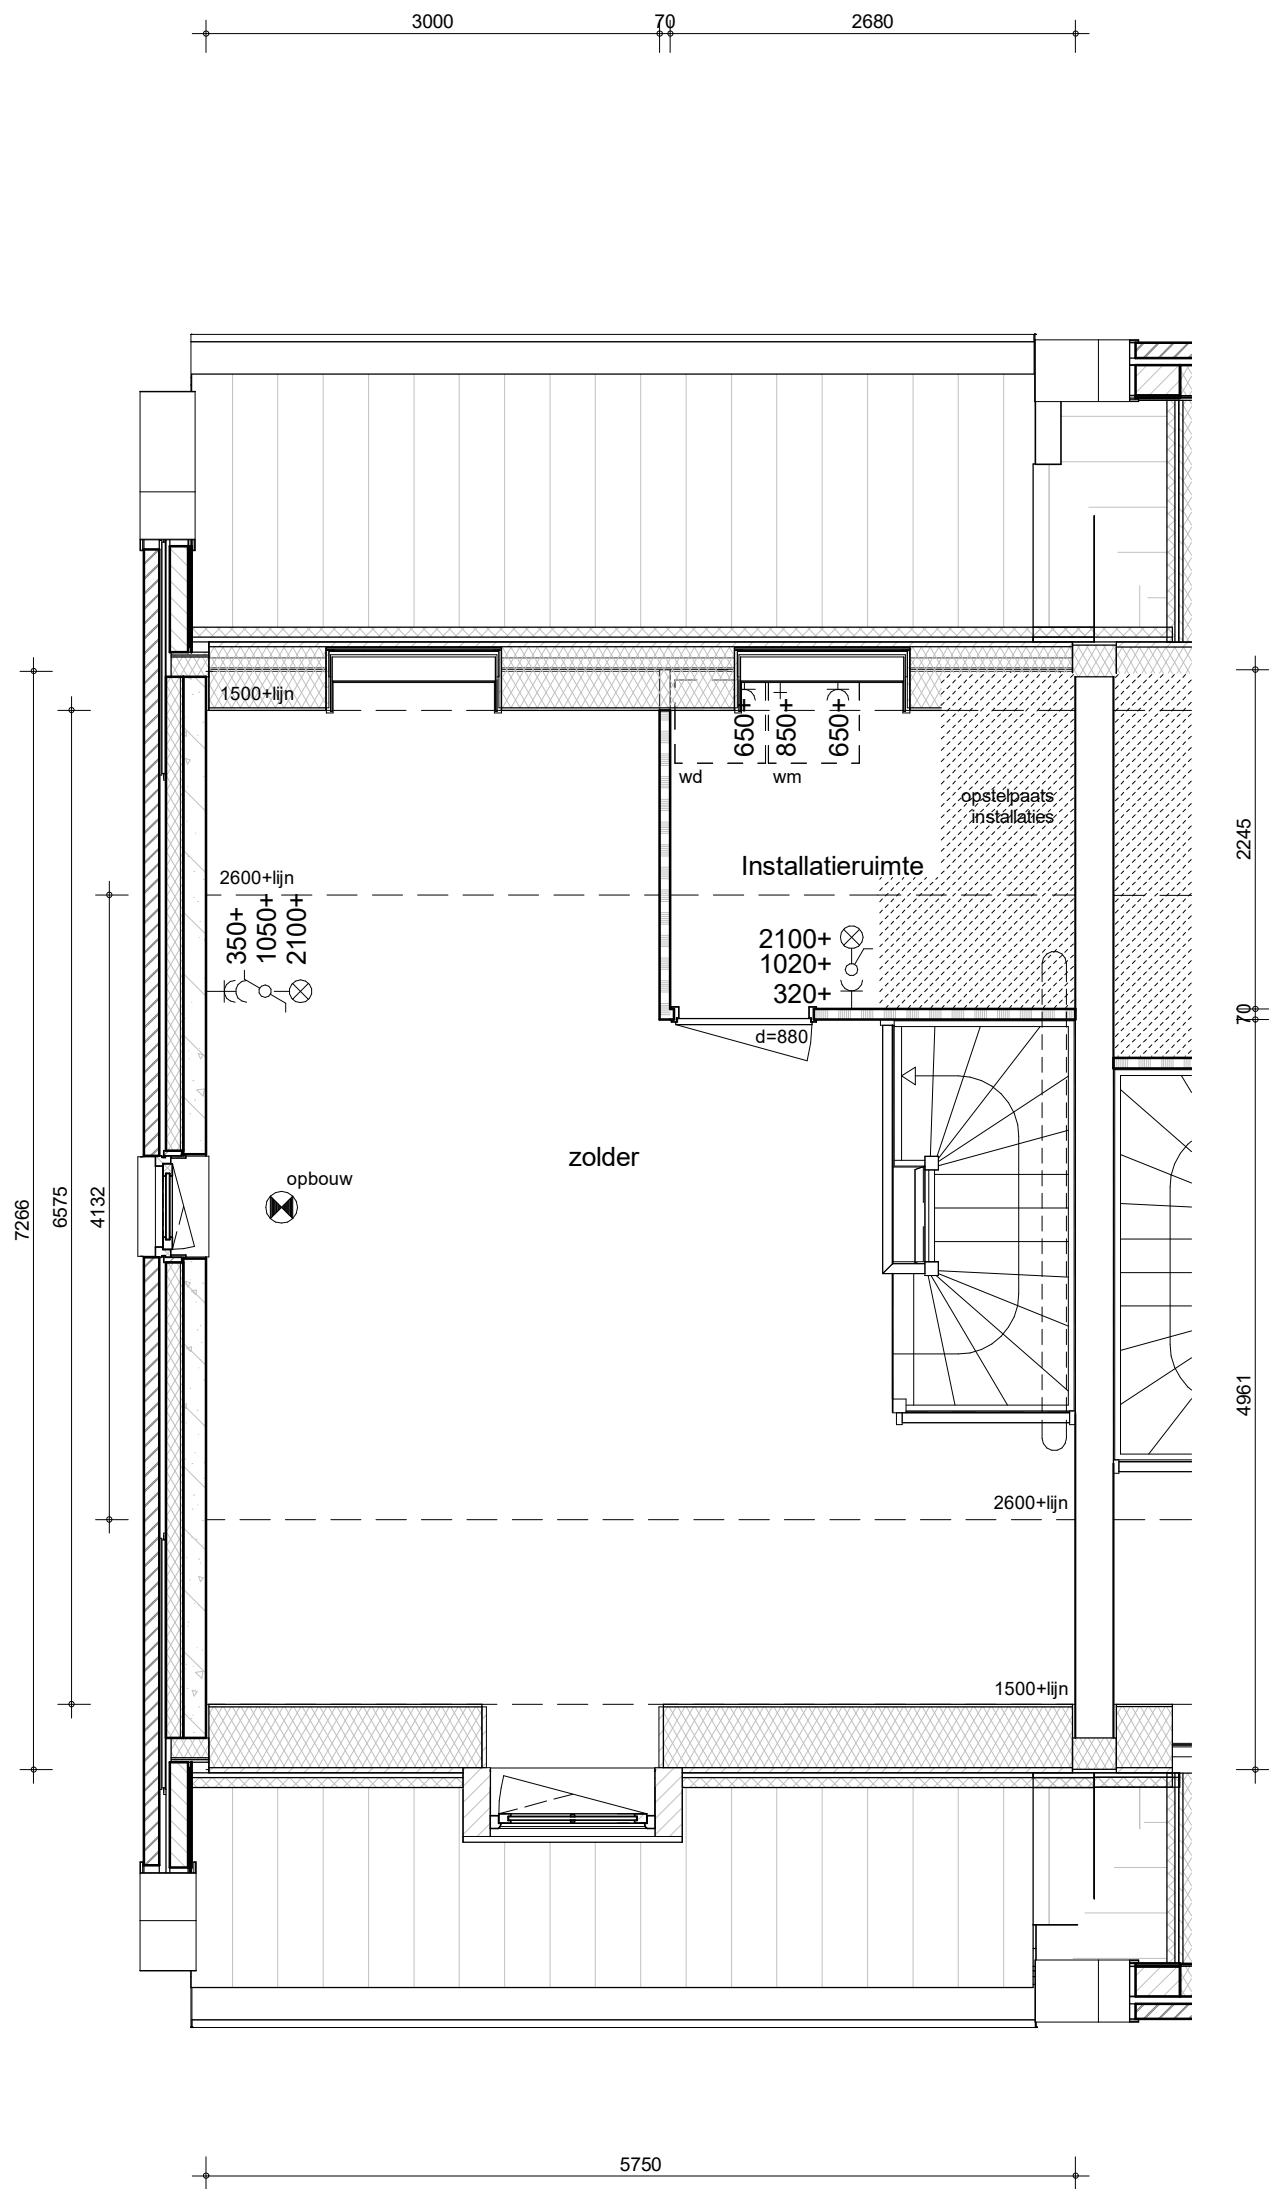 3000
70
2680
1500+lijn
650+
850+
650+
wd
wm
opstelpaats
installaties
2245
Installatieruimte
2600+lijn
350+
1050+
2100+
2100+
1020+
320+
70
d=880
zolder
opbouw
7266
6575
4132
4961
2600+lijn
1500+lijn
5750